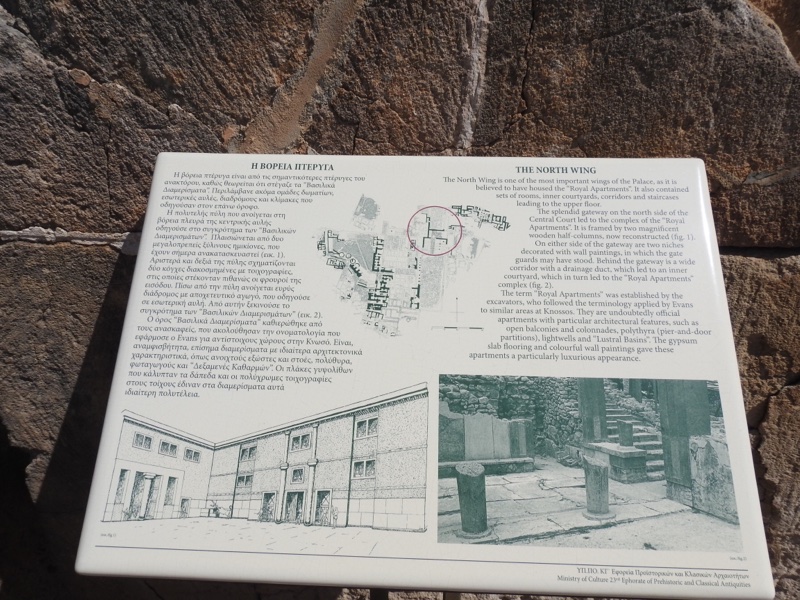 Η ΒΟΡΕΙΑ ΠΤΕΡΥΓΑ
Η βόρεια πτέρυγα είναι από τις σημαντικότερες πτέρυγες του
ανακτόρου, καθώς θεωρείται ότι στέγαζε τα "Βασιλικά
Διαμερίσματα". Περιλάμβανε ακόμα ομάδες δωματίων,
εσωτερικές αυλές, διαδρόμους και κλίμακες που
οδηγούσαν στον επάνω όροφο.
Η πολυτελής πύλη που ανοίγεται στη
βόρεια πλευρά της κεντρικής αυλής
οδηγούσε στο συγκρότημα των "Βασιλικών
Διαμερισμάτων". Πλαισιώνεται από δυο
μεγαλοπρεπείς ξύλινους ημικίονες, που
έχουν σήμερα ανακατασκευαστεί (εικ. 1).
Αριστερά και δεξιά της πύλης σχηματίζονται
δύο κόγχες διακοσμημένες με τοιχογραφίες,
στις οποίες στέκονταν πιθανώς οι φρουροί της
εισόδου. Πίσω από την πύλη ανοίγεται ευρύς
διάδρομος με αποχετευτικό αγωγό, που οδηγούσε
σε εσωτερική αυλή. Από αυτήν ξεκινούσε το
συγκρότημα των "Βασιλικών Διαμερισμάτων" (εικ. 2).
Ο όρος "Βασιλικά Διαμερίσματα" καθιερώθηκε από
τους ανασκαφείς, που ακολούθησαν την ονοματολογία που
εφάρμοσε ο Evans για αντίστοιχους χώρους στην Κνωσό. Είναι,
αναμφισβήτητα, επίσημα διαμερίσματα με ιδιαίτερα αρχιτεκτονικά
χαρακτηριστικά, όπως ανοιχτούς εξώστες και στοές, πολύθυρα,
φωταγωγούς και "Δεξαμενές Καθαρμών". Οι πλάκες γυψολίθων
που κάλυπταν τα δάπεδα και οι πολύχρωμες τοιχογραφίες
στους τοίχους έδιναν στα διαμερίσματα αυτά
ιδιαίτερη πολυτέλεια.
THE NORTH WING
The North Wing is one of the most important wings of the Palace, as it is
believed to have housed the "Royal Apartments". It also contained
sets of rooms, inner courtyards, corridors and staircases
leading to the upper floor.
The splendid gateway on the north side of the
Central Court led to the complex of the "Royal
Apartments". It is framed by two magnificent
wooden half-columns, now reconstructed (fig. 1).
On either side of the gateway are two niches
decorated with wall paintings, in which the gate
guards may have stood. Behind the gateway is a wide
corridor with a drainage duct, which led to an inner
courtyard, which in turn led to the "Royal Apartments"
complex (fig. 2).
The term "Royal Apartments" was established by the
excavators, who followed the terminology applied by Evans
to similar areas at Knossos. They are undoubtedly official
apartments with particular architectural features, such as
open balconies and colonnades, polythyra (pier-and-door
partitions), lightwells and "Lustral Basins". The gypsum
slab flooring and colourful wall paintings gave these
apartments a particularly luxurious appearance.
ΥΠ.ΠΟ. ΚΓ΄ Εφορεία Προϊστορικών και Κλασικών Αρχαιοτήτων
Ministry of Culture 23rd Ephorate of Prehistoric and Classical Antiquities